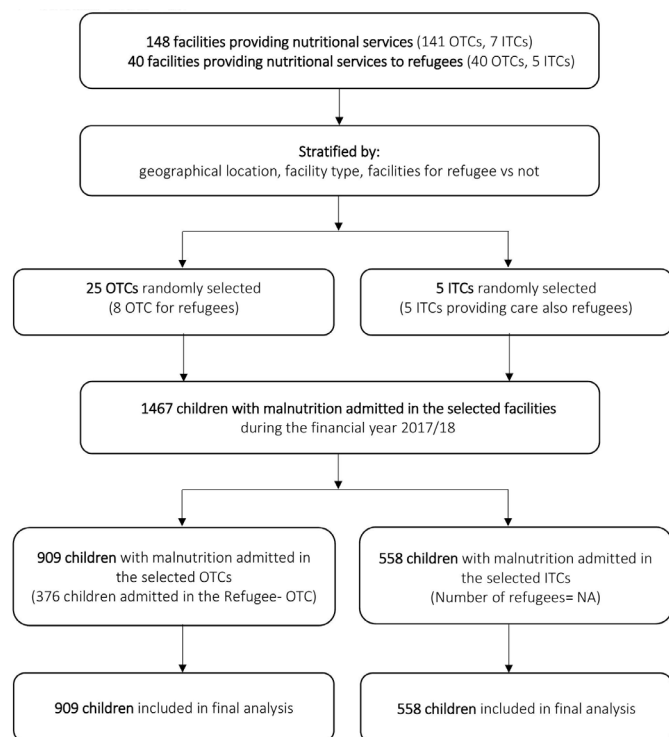 148 facilities providing nutritional services (141 OTCs, 7 ITCs)
40 facilities providing nutritional services to refugees (40 OTCs, 5 ITCs)
Stratified by:
geographical location, facility type, facilities for refugee vs not
25 OTCs randomly selected
(8 OTC for refugees)
5 ITCs randomly selected
(5 ITCs providing care also refugees)
1467 children with malnutrition admitted in the selected facilities
during the financial year 2017/18
909 children with malnutrition admitted in
the selected OTCs
(376 children admitted in the Refugee- OTC)
558 children with malnutrition admitted in
the selected ITCs
(Number of refugees= NA)
909 children included in final analysis
558 children included in final analysis